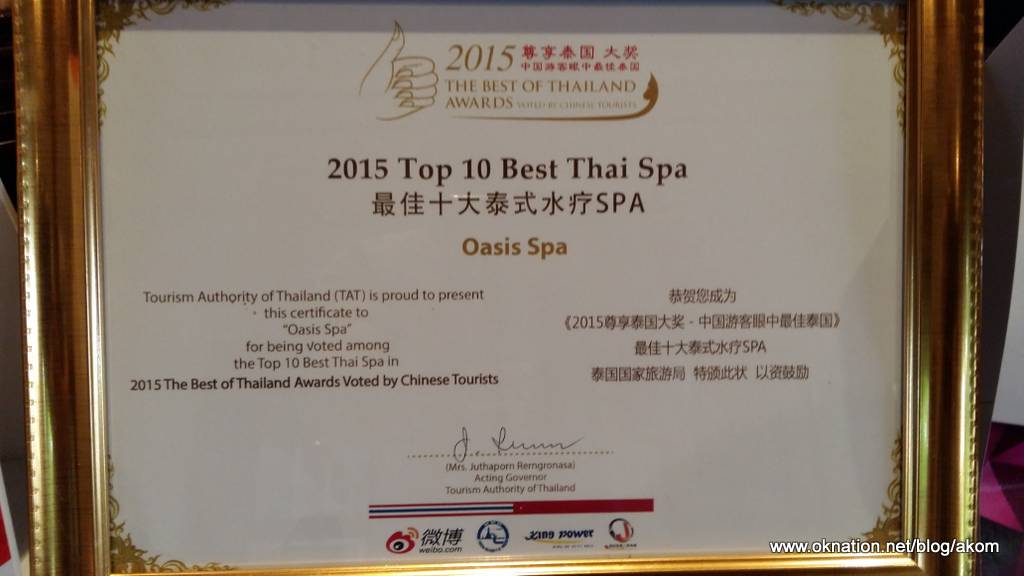 2015 尊享泰国 大奖
中国游客眼中最佳泰国
THE BEST OF THAILAND
AWARDS VOTED BY CHINESE TOURISTS
2015 Top 10 Best Thai Spa
最佳十大泰式水疗SPA
Oasis Spa
Tourism Authority of Thailand (TAT) is proud to present
this certificate to
"Oasis Spa"
for being voted among
the Top 10 Best Thai Spa in
2015 The Best of Thailand Awards Voted by Chinese Tourists
恭贺您成为
《2015尊享泰国大奖 - 中国游客眼中最佳泰国》
最佳十大泰式水疗SPA
泰国国家旅游局 特颁此状 以资鼓励
(Mrs. Juthaporn Rerngronasa)
Acting Governor
Tourism Authority of Thailand
微博
weibo.com
KING POWER
www.oknation.net/blog/akom